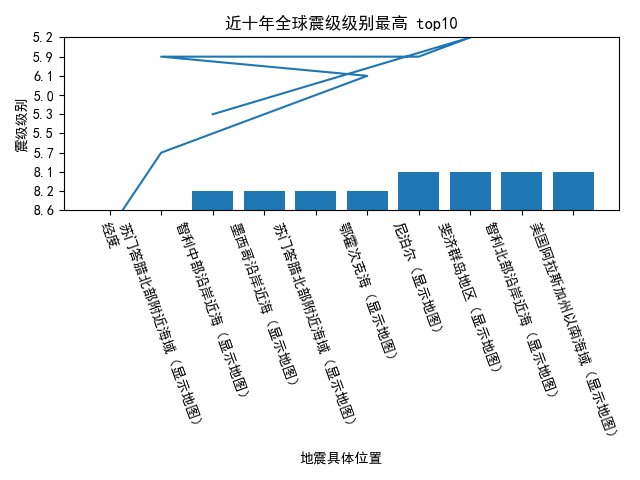 近十年全球震级级别最高 top10
震级级别
5.2
5.9
6.1
5.0
5.3
5.5
5.7
8.1
8.2
8.6
经度
苏门答腊北部附近海域（显示地图）
智利中部沿岸近海（显示地图）
墨西哥沿岸近海（显示地图）
苏门答腊北部附近海域（显示地图）
鄂霍次克海（显示地图）
尼泊尔（显示地图）
斐济群岛地区（显示地图）
智利北部沿岸近海（显示地图）
美国阿拉斯加州以南海域（显示地图）
地震具体位置